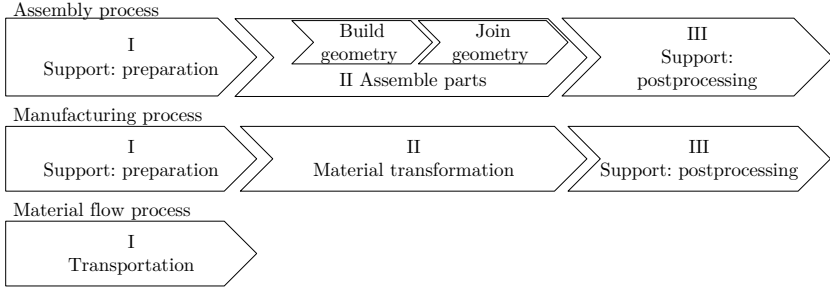 Assembly process
I
Support: preparation
Build
geometry
Join
geometry
II Assemble parts
III
Support:
postprocessing
Manufacturing process
I
Support: preparation
II
Material transformation
III
Support: postprocessing
Material flow process
I
Transportation